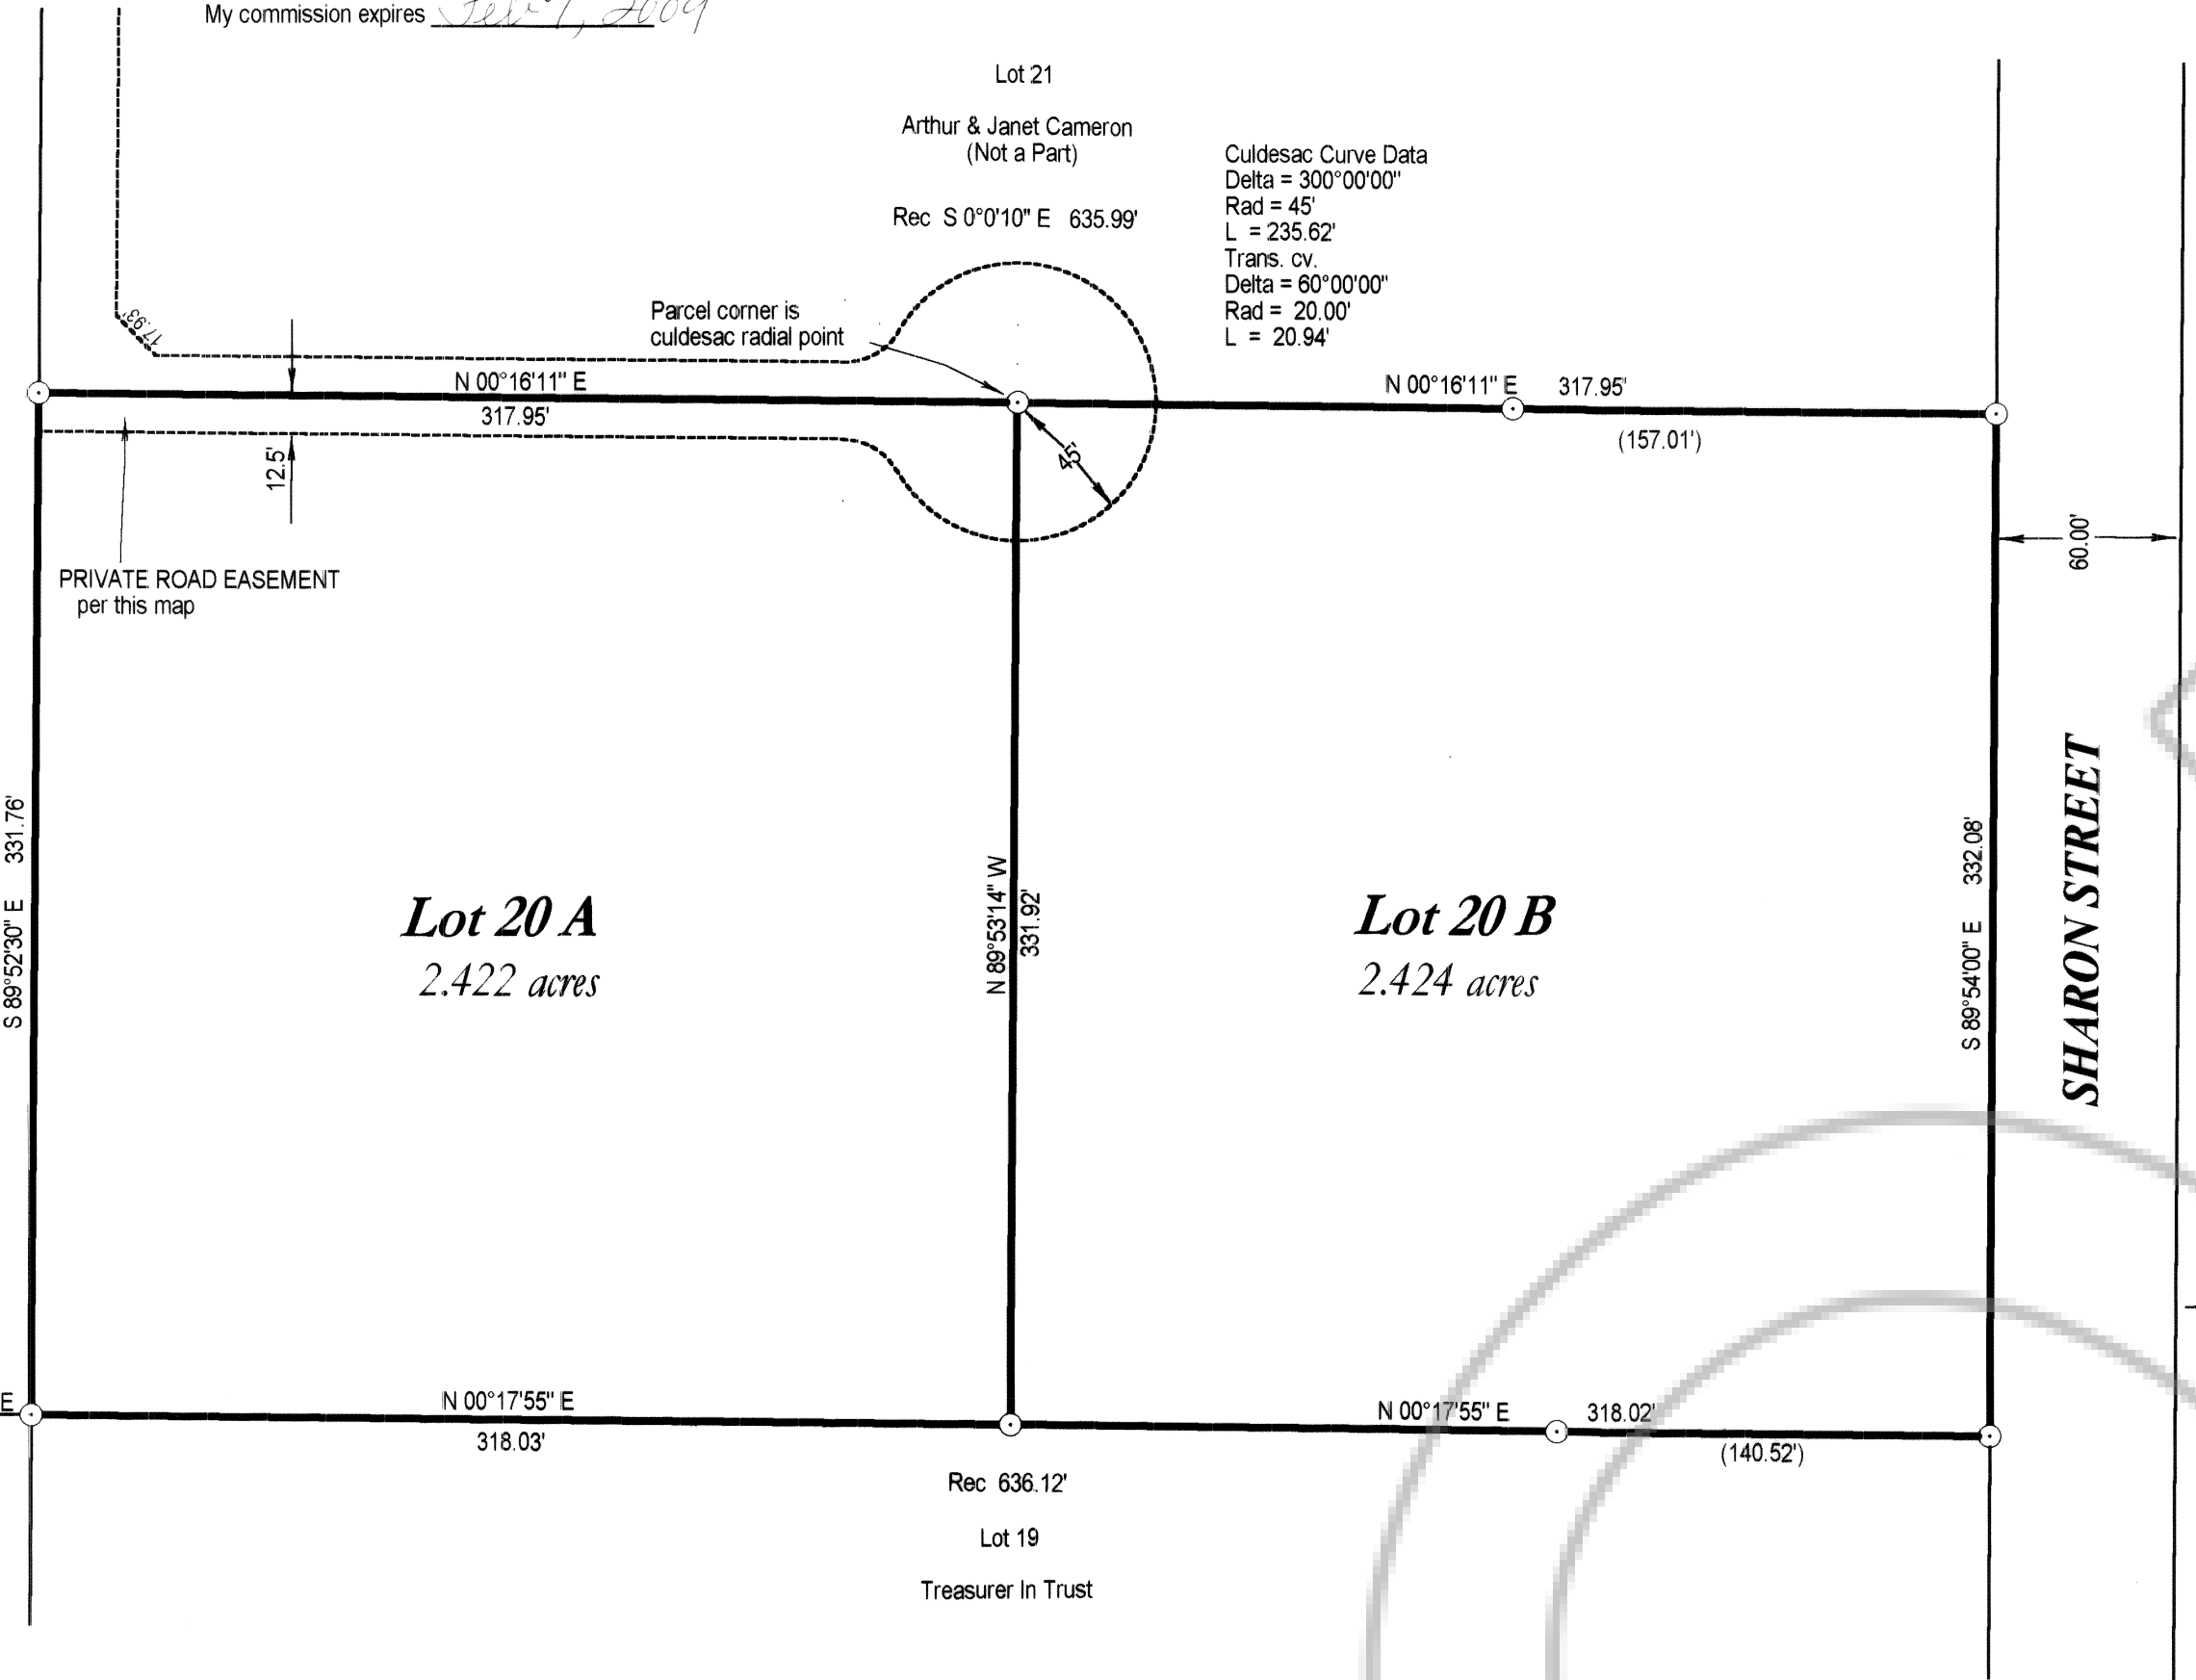 My commission expires Feb 7, 2009
Lot 21
Arthur & Janet Cameron
(Not a Part)
Rec S 0°0'10" E 635.99'
Culdesac Curve Data
Delta = 300°00'00"
Rad = 45'
L = 235.62'
Trans. cv.
Delta = 60°00'00"
Rad = 20.00'
L = 20.94'
Parcel corner is
culdesac radial point
17.93'
N 00°16'11" E
317.95'
N 00°16'11" E 317.95'
(157.01')
45'
12.5'
60.00'
PRIVATE ROAD EASEMENT
per this map
S 89°52'30" E 331.76'
Lot 20 A
2.422 acres
N 89°53'14" W
331.92'
Lot 20 B
2.424 acres
S 89°54'00" E 332.08'
SHARON STREET
E
N 00°17'55" E
318.03'
N 00°17'55" E 318.02'
(140.52')
Rec 636.12'
Lot 19
Treasurer In Trust